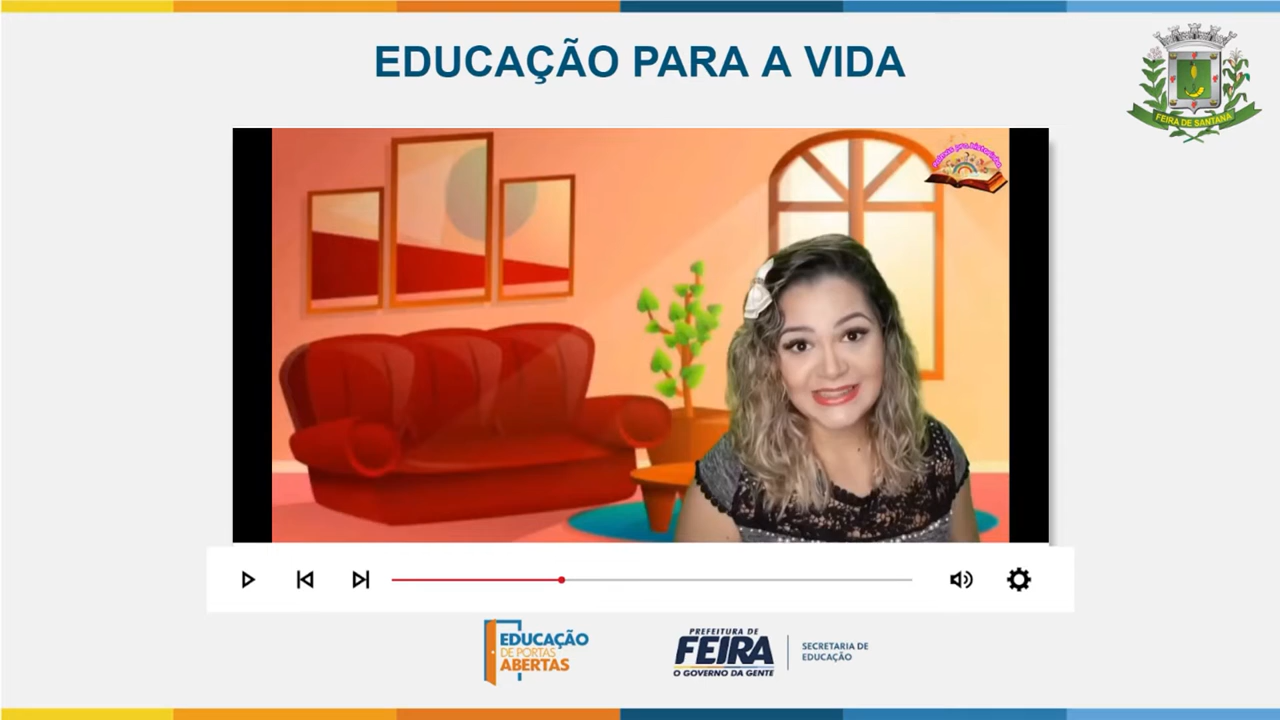 EDUCAÇÃO PARA A VIDA
FEIRA DE SANTANA
EDUCAÇÃO
DE PORTAS
ABERTAS
PREFEITURA DE
FEIRA
O GOVERNO DA GENTE
SECRETARIA DE
EDUCAÇÃO